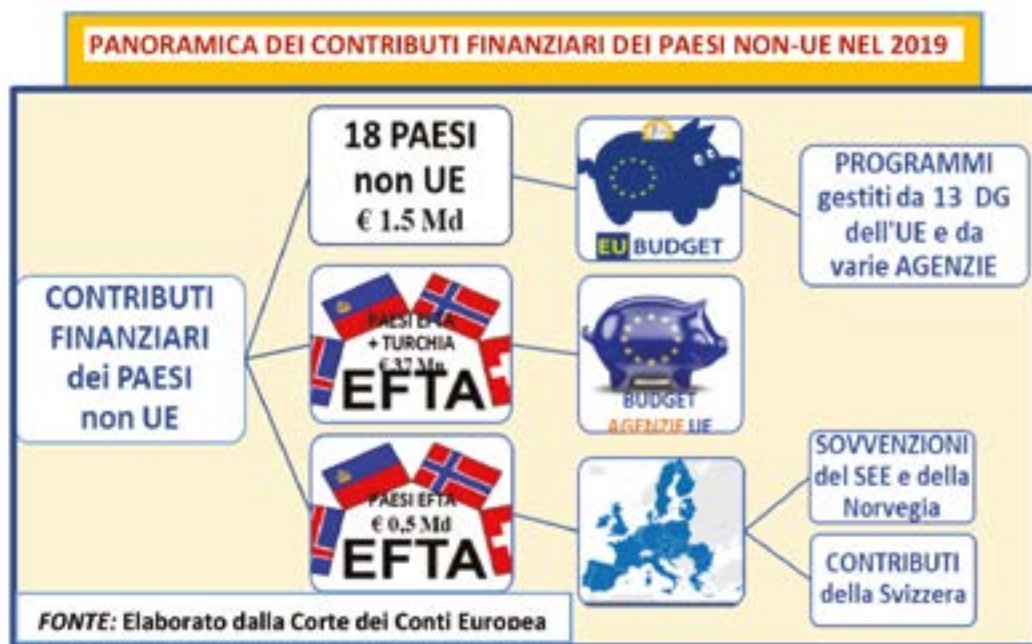 PANORAMICA DEI CONTRIBUTI FINANZIARI DEI PAESI NON-UE NEL 2019
CONTRIBUTI
FINANZIARI
dei PAESI
non UE
18 PAESI
non UE
€ 1.5 Md
EU BUDGET
PROGRAMMI
gestiti da 13 DG
dell'UE e da
varie AGENZIE
PAESI EFTA
+ TURCHIA
€ 37 Mn
EFTA
BUDGET
AGENZIE UE
PAESI EFTA
€ 0,5 Md
EFTA
SOVVENZIONI
del SEE e della
Norvegia
CONTRIBUTI
della Svizzera
FONTE: Elaborato dalla Corte dei Conti Europea